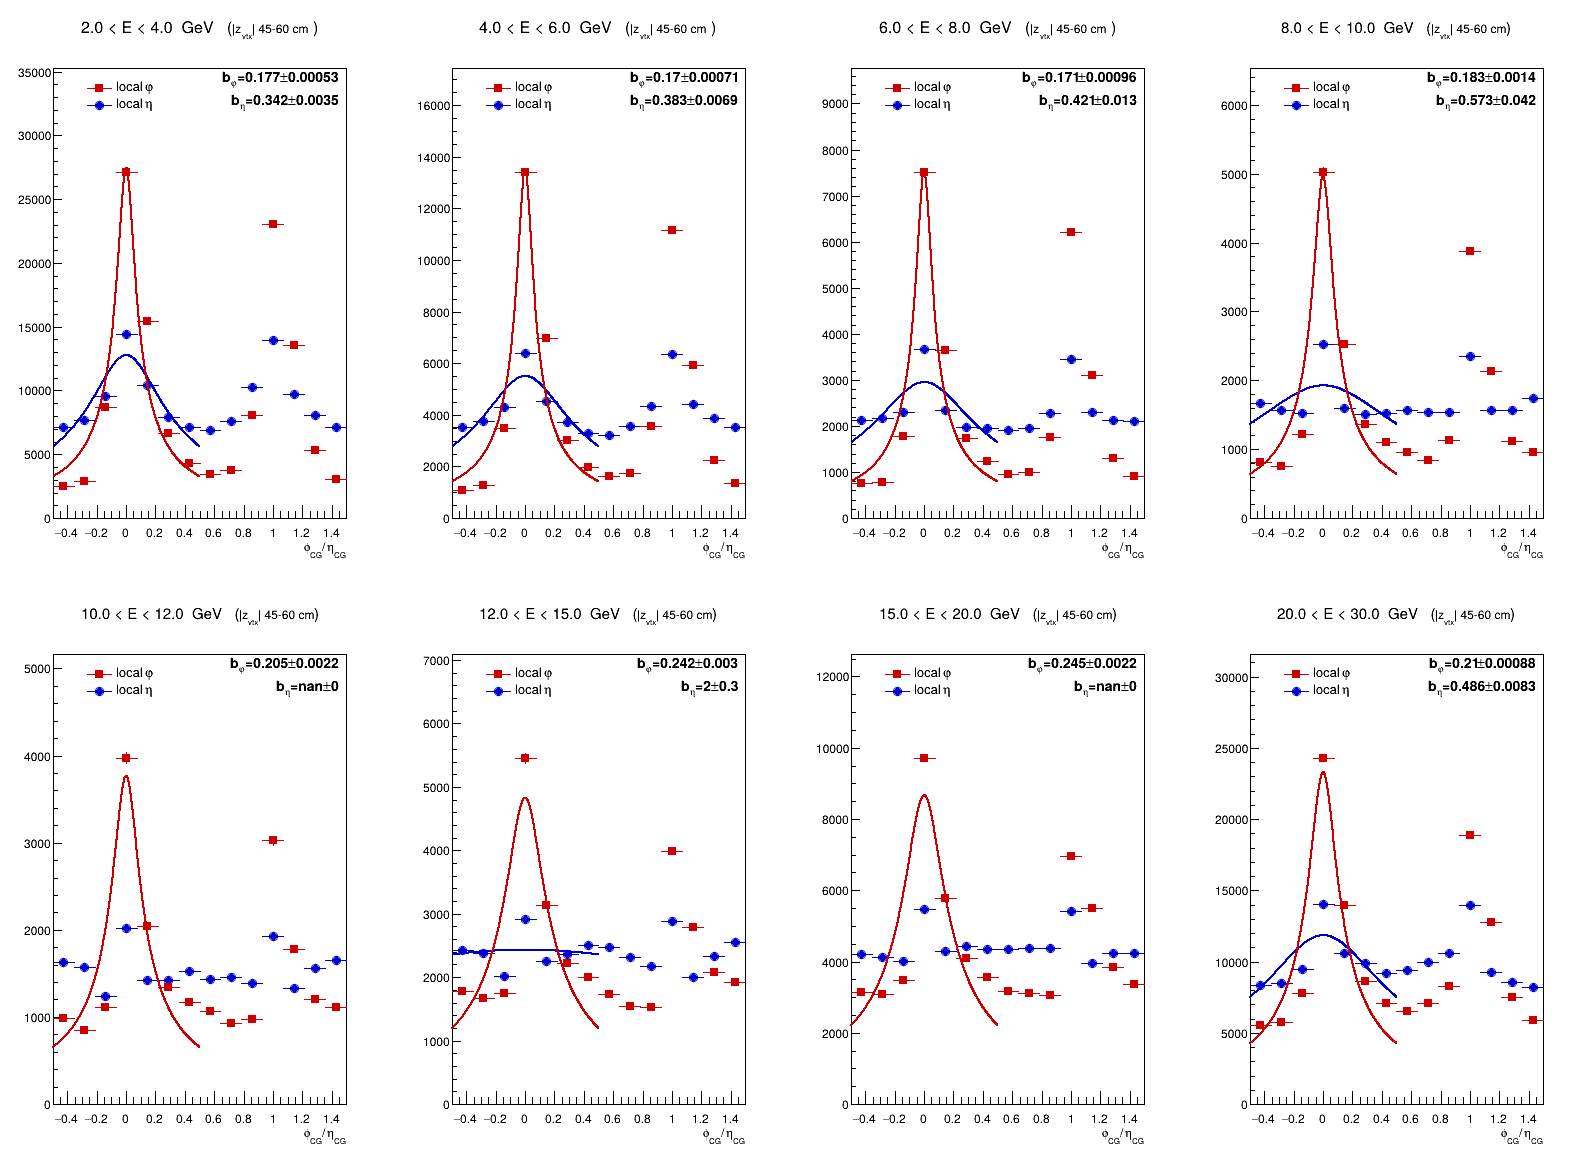 2.0 < E < 4.0 GeV (|z_vtx| 45-60 cm )
local φ
local η
b_φ=0.177±0.00053
b_η=0.342±0.0035
35000
30000
25000
20000
15000
10000
5000
0
−0.4 −0.2 0 0.2 0.4 0.6 0.8 1 1.2 1.4
ϕ_CG/η_CG
4.0 < E < 6.0 GeV (|z_vtx| 45-60 cm )
local φ
local η
b_φ=0.17±0.00071
b_η=0.383±0.0069
16000
14000
12000
10000
8000
6000
4000
2000
0
−0.4 −0.2 0 0.2 0.4 0.6 0.8 1 1.2 1.4
ϕ_CG/η_CG
6.0 < E < 8.0 GeV (|z_vtx| 45-60 cm )
local φ
local η
b_φ=0.171±0.00096
b_η=0.421±0.013
9000
8000
7000
6000
5000
4000
3000
2000
1000
0
−0.4 −0.2 0 0.2 0.4 0.6 0.8 1 1.2 1.4
ϕ_CG/η_CG
8.0 < E < 10.0 GeV (|z_vtx| 45-60 cm)
local φ
local η
b_φ=0.183±0.0014
b_η=0.573±0.042
6000
5000
4000
3000
2000
1000
0
−0.4 −0.2 0 0.2 0.4 0.6 0.8 1 1.2 1.4
ϕ_CG/η_CG
10.0 < E < 12.0 GeV (|z_vtx| 45-60 cm)
local φ
local η
b_φ=0.205±0.0022
b_η=nan±0
5000
4000
3000
2000
1000
0
−0.4 −0.2 0 0.2 0.4 0.6 0.8 1 1.2 1.4
ϕ_CG/η_CG
12.0 < E < 15.0 GeV (|z_vtx| 45-60 cm)
local φ
local η
b_φ=0.242±0.003
b_η=2±0.3
7000
6000
5000
4000
3000
2000
1000
0
−0.4 −0.2 0 0.2 0.4 0.6 0.8 1 1.2 1.4
ϕ_CG/η_CG
15.0 < E < 20.0 GeV (|z_vtx| 45-60 cm)
local φ
local η
b_φ=0.245±0.0022
b_η=nan±0
12000
10000
8000
6000
4000
2000
0
−0.4 −0.2 0 0.2 0.4 0.6 0.8 1 1.2 1.4
ϕ_CG/η_CG
20.0 < E < 30.0 GeV (|z_vtx| 45-60 cm)
local φ
local η
b_φ=0.21±0.00088
b_η=0.486±0.0083
30000
25000
20000
15000
10000
5000
0
−0.4 −0.2 0 0.2 0.4 0.6 0.8 1 1.2 1.4
ϕ_CG/η_CG